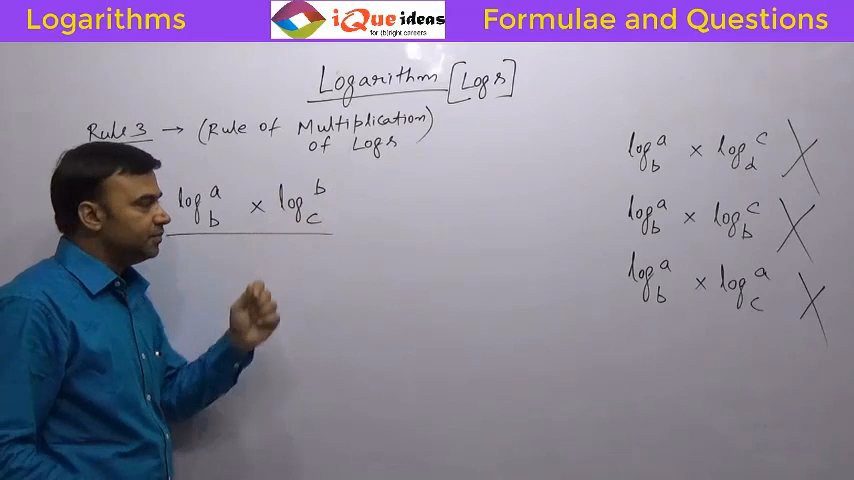 Logarithms
iQue ideas
for (b)right careers
Formulae and Questions
Logarithm [Logs]
Rule 3 → (Rule of Multiplication
of Logs)
log_b^a × log_c^b
log_b^a × log_d^c X
log_b^a × log_b^c X
log_b^a × log_c^a X